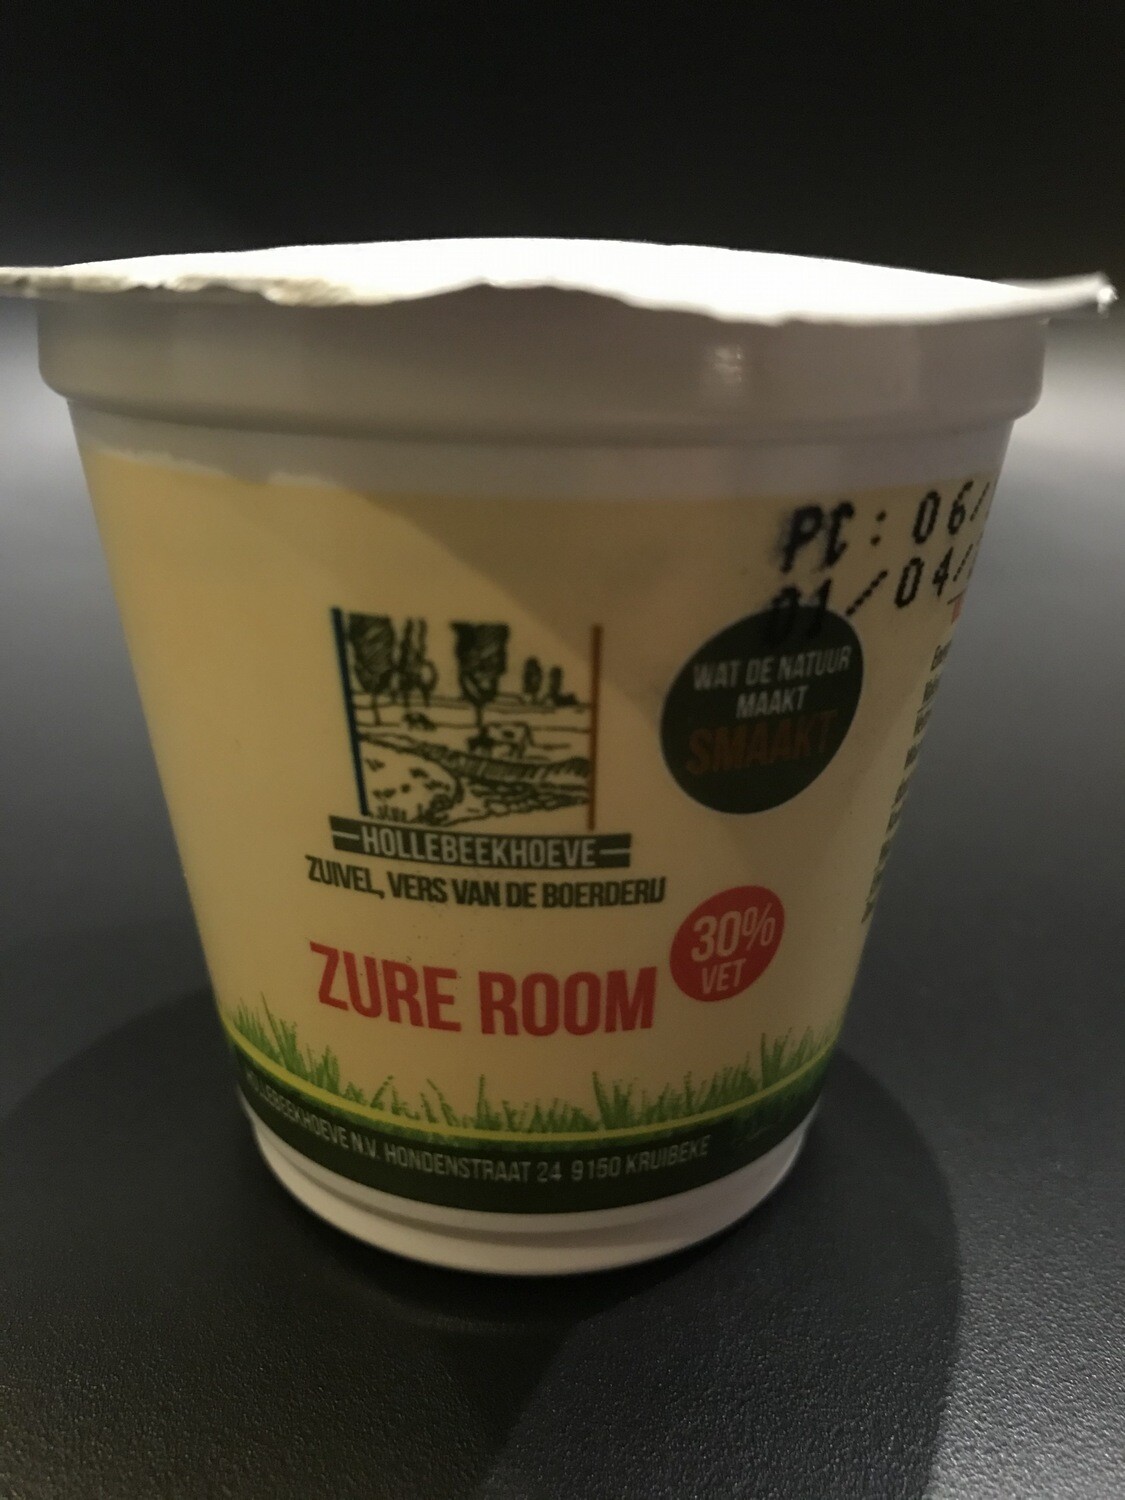 PC: 06/
01/04/
WAT DE NATUUR
MAAKT
SMAAKT
HOLLEBEEKHOEVE
ZUIVEL, VERS VAN DE BOERDERIJ
30%
VET
ZURE ROOM
HOLLEBEEKHOEVE N.V. HONDENSTRAAT 24 9150 KRUIBEKE